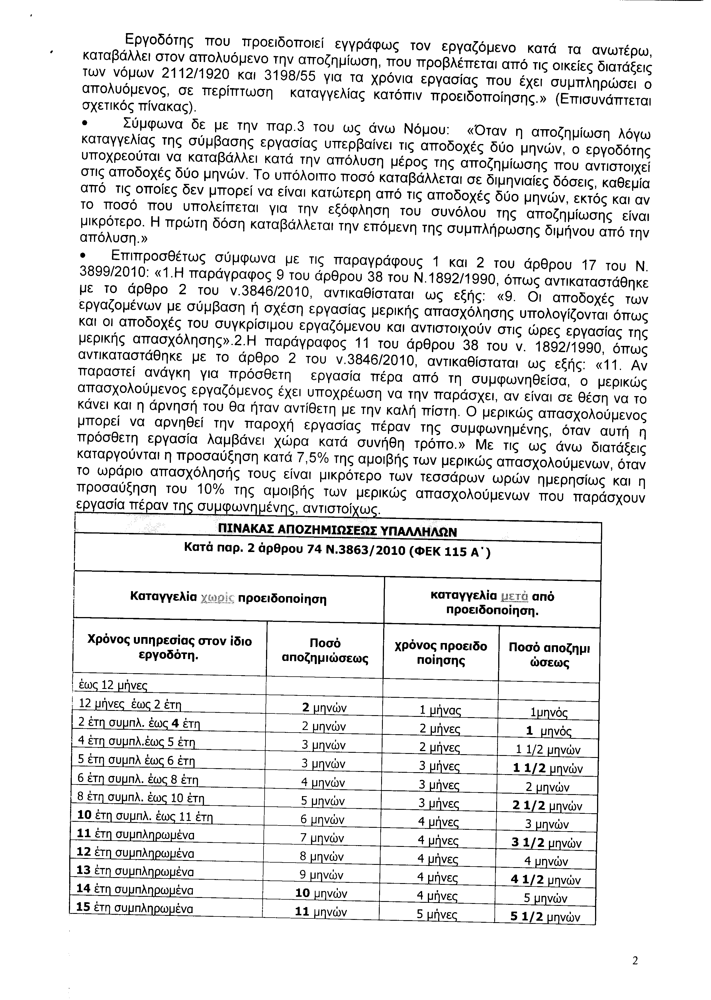 Εργοδότης που προειδοποιεί εγγράφως τον εργαζόμενο κατά τα ανωτέρω,
καταβάλλει στον απολυόμενο την αποζημίωση, που προβλέπεται από τις οικείες διατάξεις
των νόμων 2112/1920 και 3198/55 για τα χρόνια εργασίας που έχει συμπληρώσει ο
απολυόμενος, σε περίπτωση καταγγελίας κατόπιν προειδοποίησης.» (Επισυνάπτεται
σχετικός πίνακας).
• Σύμφωνα δε με την παρ.3 του ως άνω Νόμου: «Όταν η αποζημίωση λόγω
καταγγελίας της σύμβασης εργασίας υπερβαίνει τις αποδοχές δύο μηνών, ο εργοδότης
υποχρεούται να καταβάλλει κατά την απόλυση μέρος της αποζημίωσης που αντιστοιχεί
στις αποδοχές δύο μηνών. Το υπόλοιπο ποσό καταβάλλεται σε διμηνιαίες δόσεις, καθεμία
από τις οποίες δεν μπορεί να είναι κατώτερη από τις αποδοχές δύο μηνών, εκτός και αν
το ποσό που υπολείπεται για την εξόφληση του συνόλου της αποζημίωσης είναι
μικρότερο. Η πρώτη δόση καταβάλλεται την επόμενη της συμπλήρωσης διμήνου από την
απόλυση.»
• Επιπροσθέτως σύμφωνα με τις παραγράφους 1 και 2 του άρθρου 17 του Ν.
3899/2010: «1.Η παράγραφος 9 του άρθρου 38 του Ν.1892/1990, όπως αντικαταστάθηκε
με το άρθρο 2 του ν.3846/2010, αντικαθίσταται ως εξής: «9. Οι αποδοχές των
εργαζομένων με σύμβαση ή σχέση εργασίας μερικής απασχόλησης υπολογίζονται όπως
και οι αποδοχές του συγκρίσιμου εργαζόμενου και αντιστοιχούν στις ώρες εργασίας της
μερικής απασχόλησης».2.Η παράγραφος 11 του άρθρου 38 του ν. 1892/1990, όπως
αντικαταστάθηκε με το άρθρο 2 του ν.3846/2010, αντικαθίσταται ως εξής: «11. Αν
παραστεί ανάγκη για πρόσθετη εργασία πέρα από τη συμφωνηθείσα, ο μερικώς
απασχολούμενος εργαζόμενος έχει υποχρέωση να την παράσχει, αν είναι σε θέση να το
κάνει και η άρνησή του θα ήταν αντίθετη με την καλή πίστη. Ο μερικώς απασχολούμενος
μπορεί να αρνηθεί την παροχή εργασίας πέραν της συμφωνημένης, όταν αυτή η
πρόσθετη εργασία λαμβάνει χώρα κατά συνήθη τρόπο.» Με τις ως άνω διατάξεις
καταργούνται η προσαύξηση κατά 7,5% της αμοιβής των μερικώς απασχολούμενων, όταν
το ωράριο απασχόλησής τους είναι μικρότερο των τεσσάρων ωρών ημερησίως και η
προσαύξηση του 10% της αμοιβής των μερικώς απασχολούμενων που παράσχουν
εργασία πέραν της συμφωνημένης, αντιστοίχως.
ΠΙΝΑΚΑΣ ΑΠΟΖΗΜΙΩΣΕΩΣ ΥΠΑΛΛΗΛΩΝ
Κατά παρ. 2 άρθρου 74 Ν.3863/2010 (ΦΕΚ 115 Α΄)
Καταγγελία χωρίς προειδοποίηση
καταγγελία μετά από
προειδοποίηση.
Χρόνος υπηρεσίας στον ίδιο
εργοδότη.
Ποσό
αποζημιώσεως
χρόνος προειδο
ποίησης
Ποσό αποζημι
ώσεως
έως 12 μήνες
12 μήνες έως 2 έτη 2 μηνών 1 μήνας 1μηνός
2 έτη συμπλ. έως 4 έτη 2 μηνών 2 μήνες 1 μηνός
4 έτη συμπλ.έως 5 έτη 3 μηνών 2 μήνες 1 1/2 μηνών
5 έτη συμπλ έως 6 έτη 3 μηνών 3 μήνες 1 1/2 μηνών
6 έτη συμπλ. έως 8 έτη 4 μηνών 3 μήνες 2 μηνών
8 έτη συμπλ. έως 10 έτη 5 μηνών 3 μήνες 2 1/2 μηνών
10 έτη συμπλ. έως 11 έτη 6 μηνών 4 μήνες 3 μηνών
11 έτη συμπληρωμένα 7 μηνών 4 μήνες 3 1/2 μηνών
12 έτη συμπληρωμένα 8 μηνών 4 μήνες 4 μηνών
13 έτη συμπληρωμένα 9 μηνών 4 μήνες 4 1/2 μηνών
14 έτη συμπληρωμένα 10 μηνών 4 μήνες 5 μηνών
15 έτη συμπληρωμένα 11 μηνών 5 μήνες 5 1/2 μηνών
2